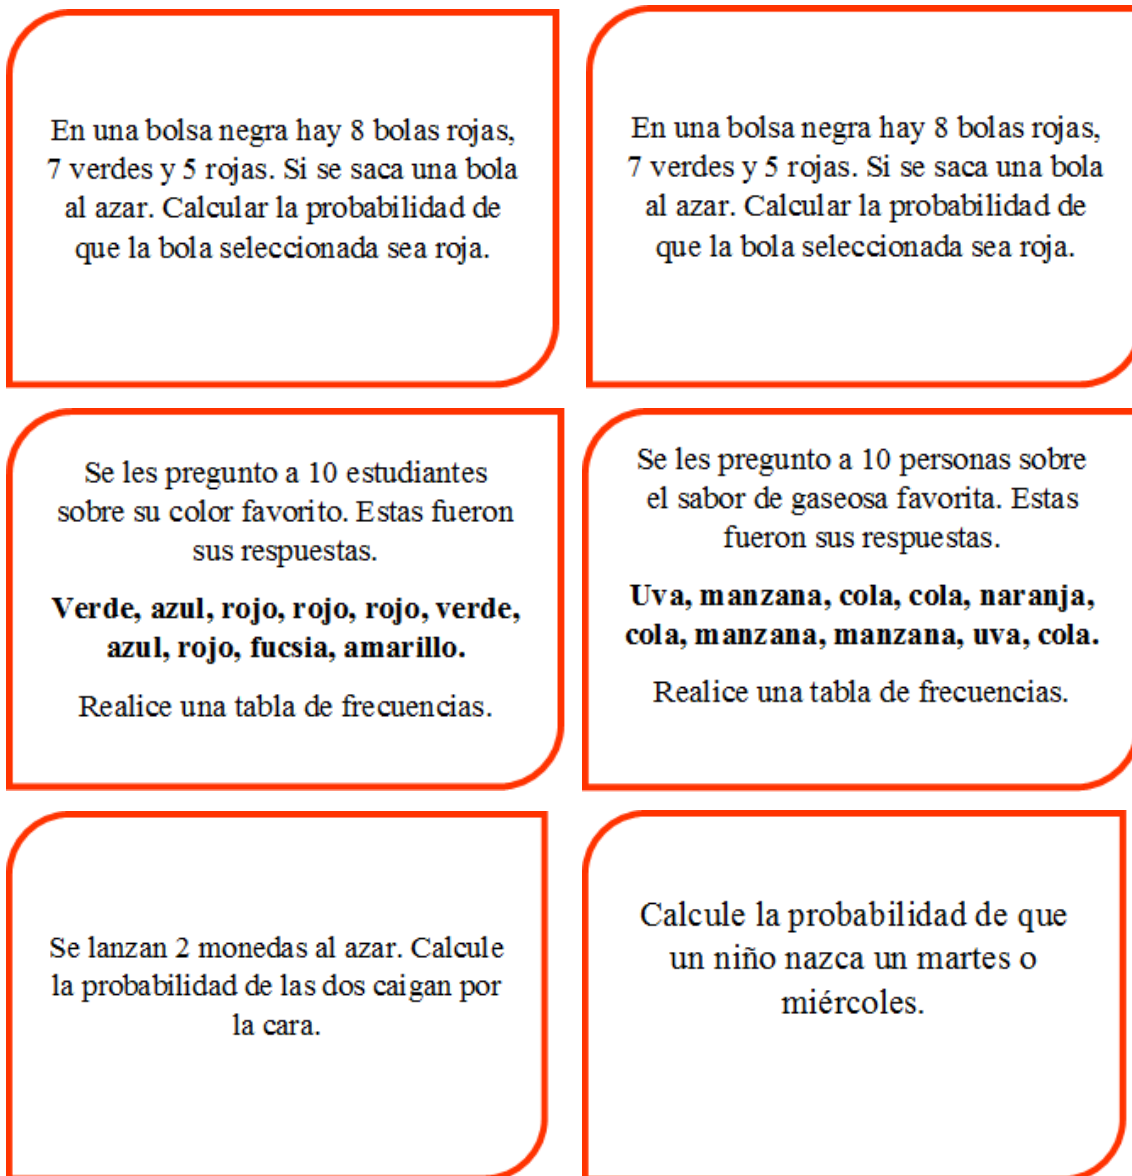 En una bolsa negra hay 8 bolas rojas,
7 verdes y 5 rojas. Si se saca una bola
al azar. Calcular la probabilidad de
que la bola seleccionada sea roja.
En una bolsa negra hay 8 bolas rojas,
7 verdes y 5 rojas. Si se saca una bola
al azar. Calcular la probabilidad de
que la bola seleccionada sea roja.
Se les pregunto a 10 estudiantes
sobre su color favorito. Estas fueron
sus respuestas.
Verde, azul, rojo, rojo, rojo, verde,
azul, rojo, fucsia, amarillo.
Realice una tabla de frecuencias.
Se les pregunto a 10 personas sobre
el sabor de gaseosa favorita. Estas
fueron sus respuestas.
Uva, manzana, cola, cola, naranja,
cola, manzana, manzana, uva, cola.
Realice una tabla de frecuencias.
Se lanzan 2 monedas al azar. Calcule
la probabilidad de las dos caigan por
la cara.
Calcule la probabilidad de que
un niño nazca un martes o
miércoles.